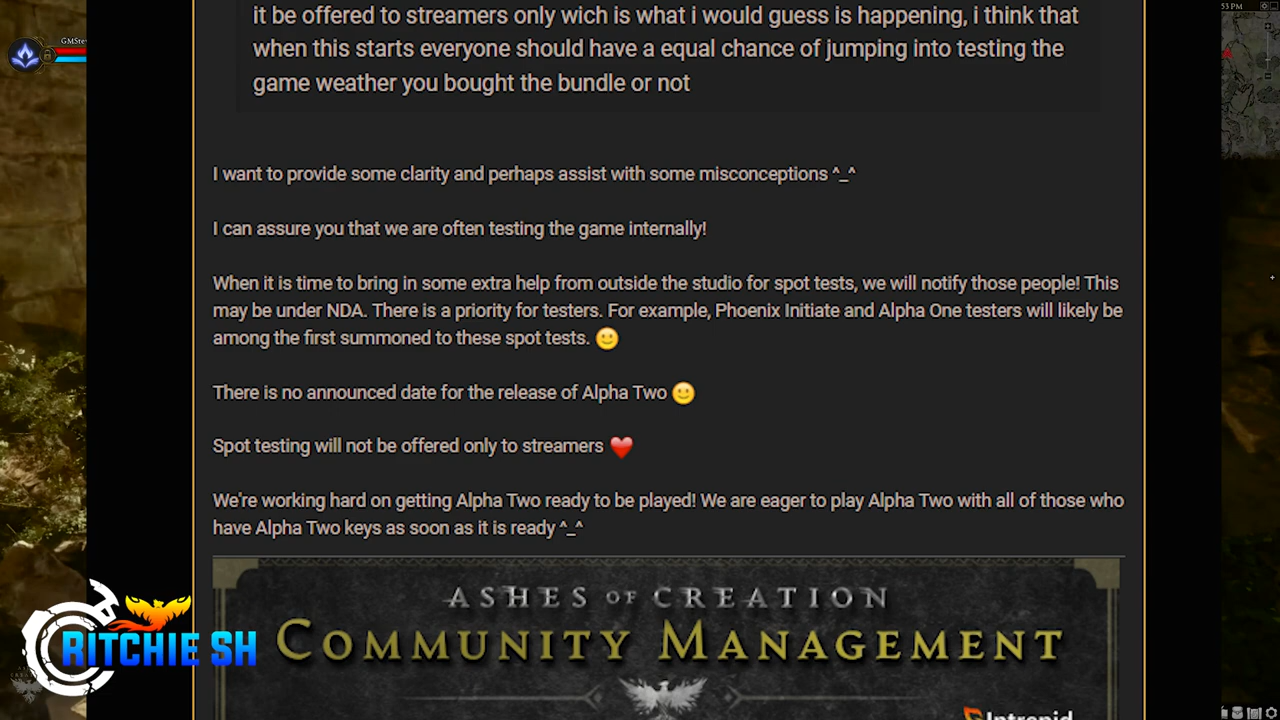 it be offered to streamers only wich is what i would guess is happening, i think that
53 PM
GMSte
when this starts everyone should have a equal chance of jumping into testing the
game weather you bought the bundle or not
I want to provide some clarity and perhaps assist with some misconceptions ^_^
I can assure you that we are often testing the game internally!
When it is time to bring in some extra help from outside the studio for spot tests, we will notify those people! This
may be under NDA. There is a priority for testers. For example, Phoenix Initiate and Alpha One testers will likely be
among the first summoned to these spot tests. 🙂
There is no announced date for the release of Alpha Two 🙂
Spot testing will not be offered only to streamers ❤️
We're working hard on getting Alpha Two ready to be played! We are eager to play Alpha Two with all of those who
have Alpha Two keys as soon as it is ready ^_^
ASHES OF CREATION
COMMUNITY MANAGEMENT
RITCHIE SH
Intrepid